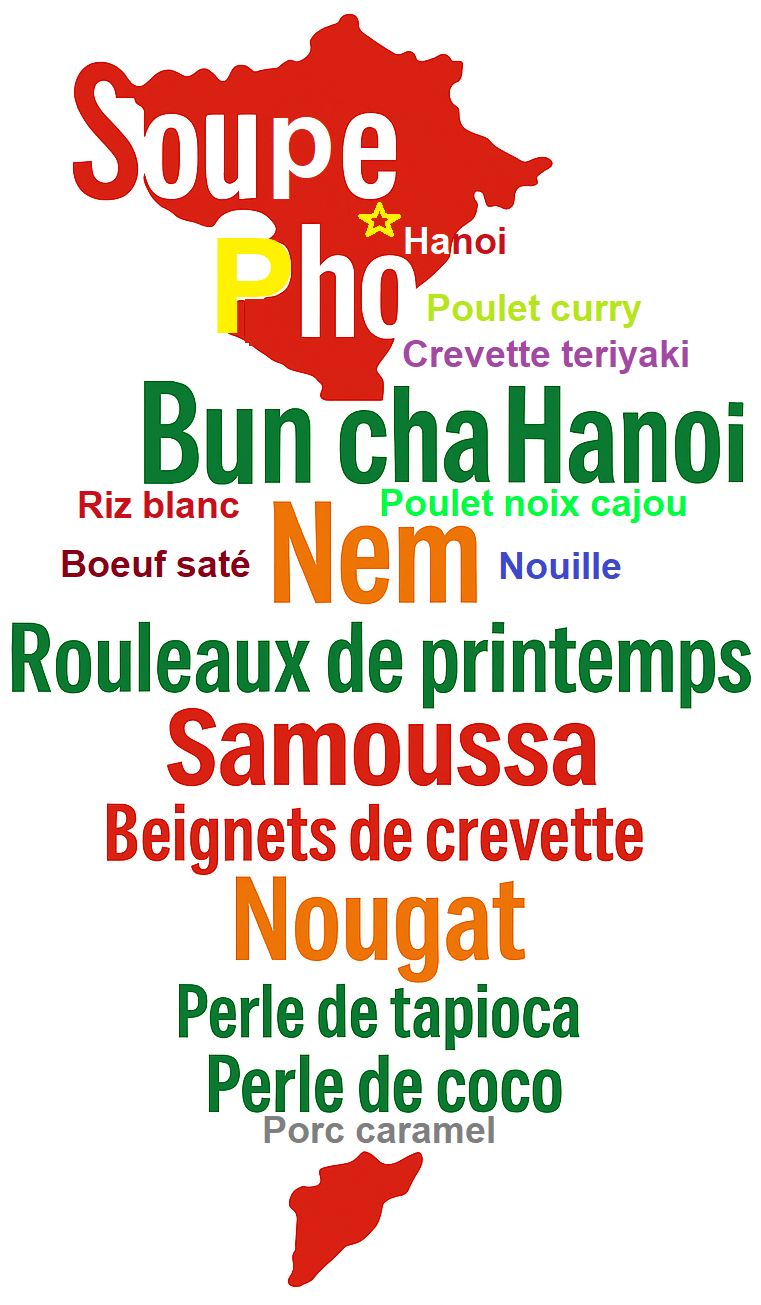 Soupe
Pho
Hanoi
Poulet curry
Crevette teriyaki
Bun cha Hanoi
Riz blanc
Poulet noix cajou
Nem
Boeuf saté
Nouille
Rouleaux de printemps
Samoussa
Beignets de crevette
Nougat
Perle de tapioca
Perle de coco
Porc caramel